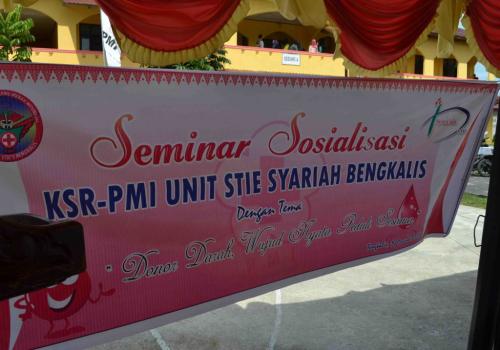 Seminar Sosialisasi
KSR-PMI UNIT STIE SYARIAH BENGKALIS
Dengan Tema
" Donor Darah, Wujud Nyata Peduli Sesama